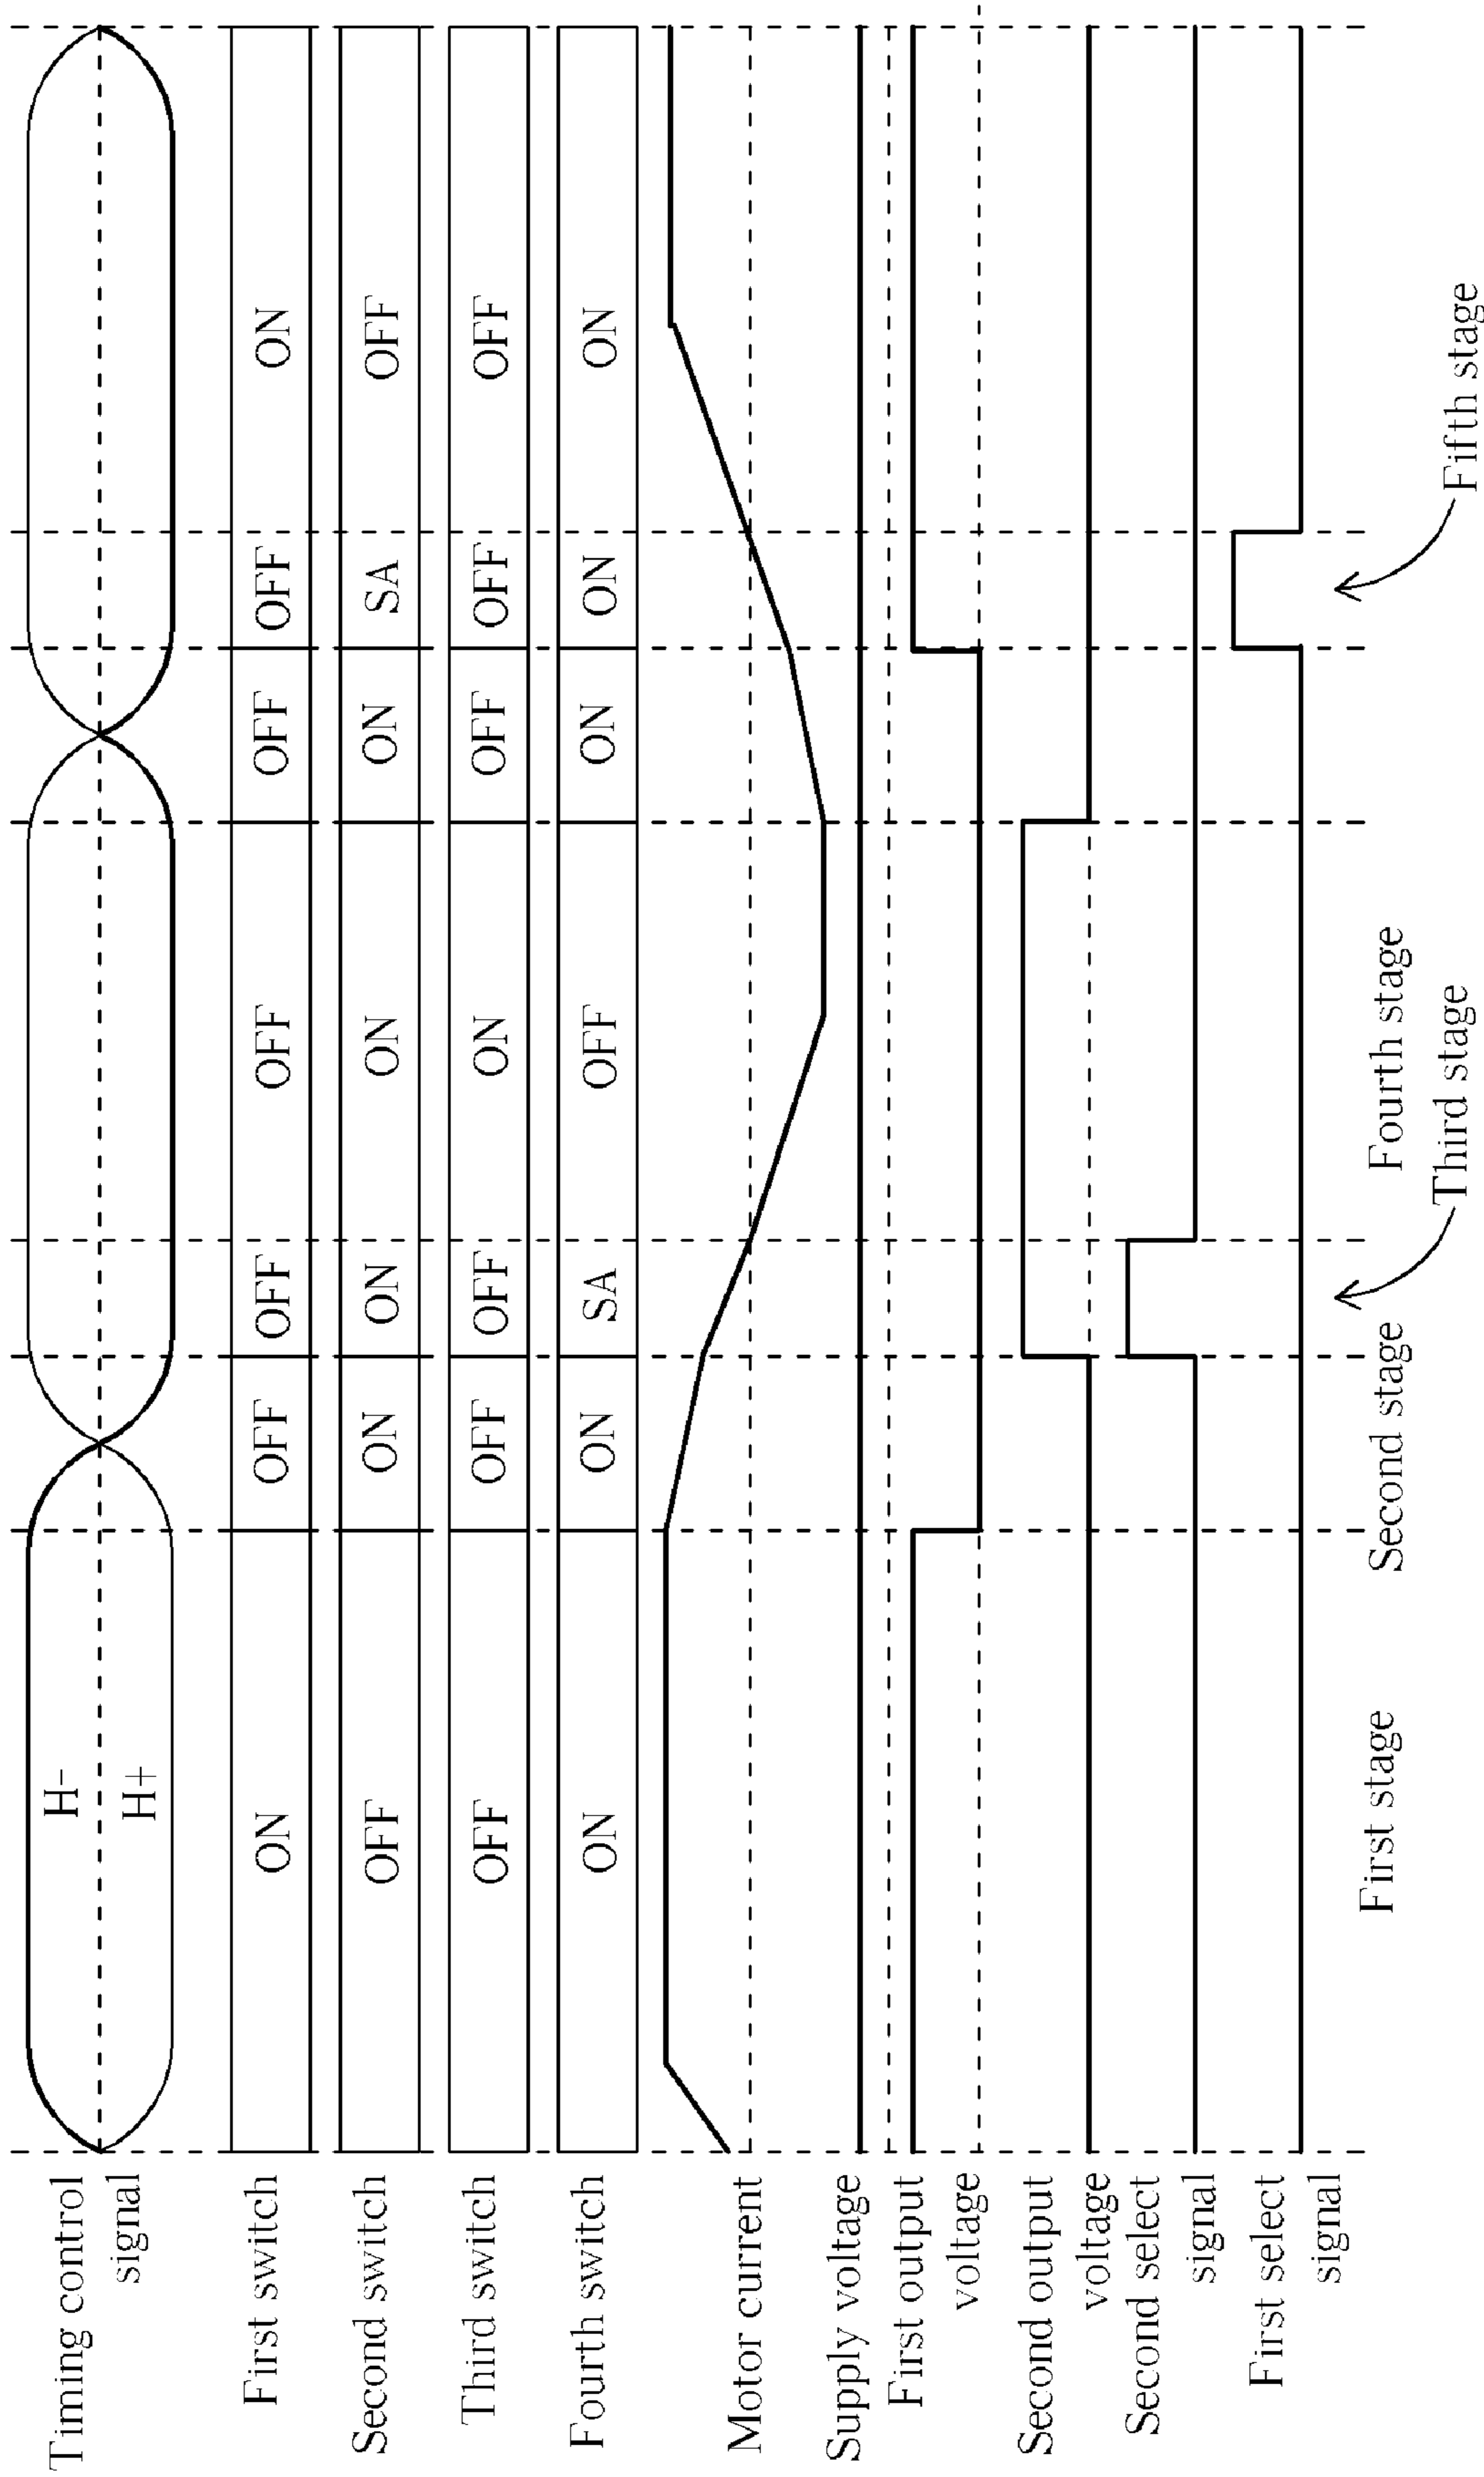 Timing control
signal
H-
H+
First switch
ON
OFF
OFF
OFF
OFF
OFF
ON
Second switch
OFF
ON
ON
ON
ON
SA
OFF
Third switch
OFF
OFF
OFF
ON
OFF
OFF
OFF
Fourth switch
ON
ON
SA
OFF
ON
ON
ON
Motor current
Supply voltage
First output
voltage
Second output
voltage
Second select
signal
First select
signal
First stage
Second stage
Fourth stage
Third stage
Fifth stage